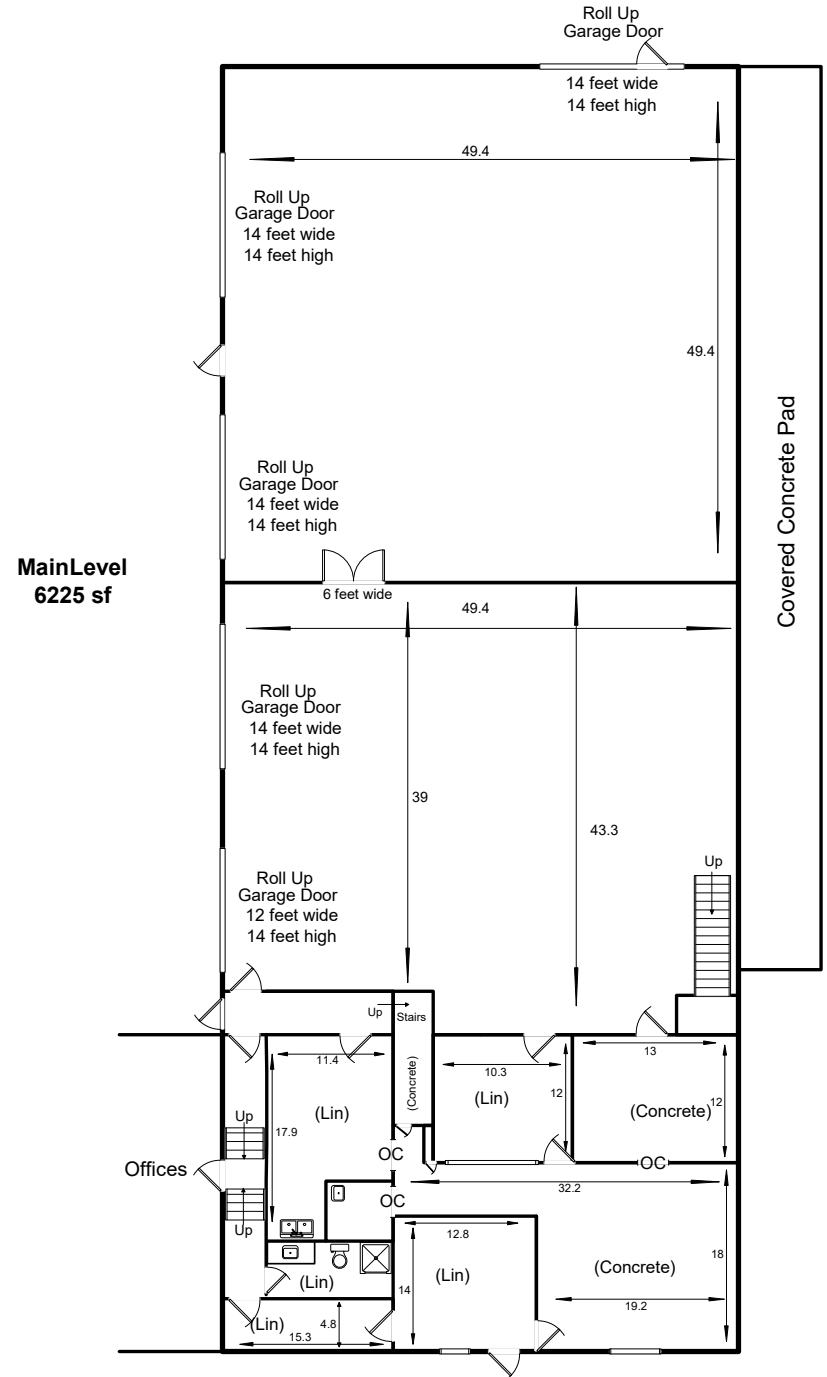 Roll Up
Garage Door
14 feet wide
14 feet high
49.4
Roll Up
Garage Door
14 feet wide
14 feet high
49.4
Covered Concrete Pad
Roll Up
Garage Door
14 feet wide
14 feet high
MainLevel
6225 sf
6 feet wide
49.4
Roll Up
Garage Door
14 feet wide
14 feet high
39
43.3
Up
Roll Up
Garage Door
12 feet wide
14 feet high
Up
Stairs
(Concrete)
11.4
10.3
13
12
12
(Lin)
(Lin)
(Concrete)
17.9
Up
OC
OC
Offices
32.2
OC
Up
12.8
18
(Lin)
(Concrete)
(Lin)
14
19.2
(Lin)
4.8
15.3